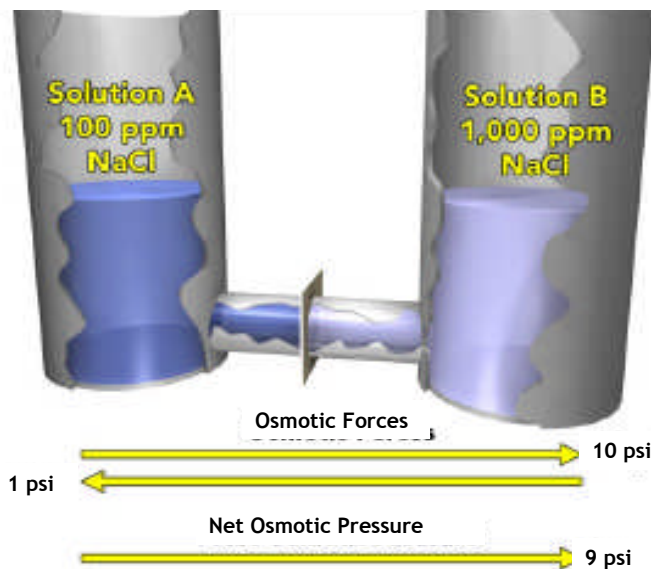 Solution A
100 ppm
NaCl
Solution B
1,000 ppm
NaCl
Osmotic Forces
10 psi
1 psi
Net Osmotic Pressure
9 psi